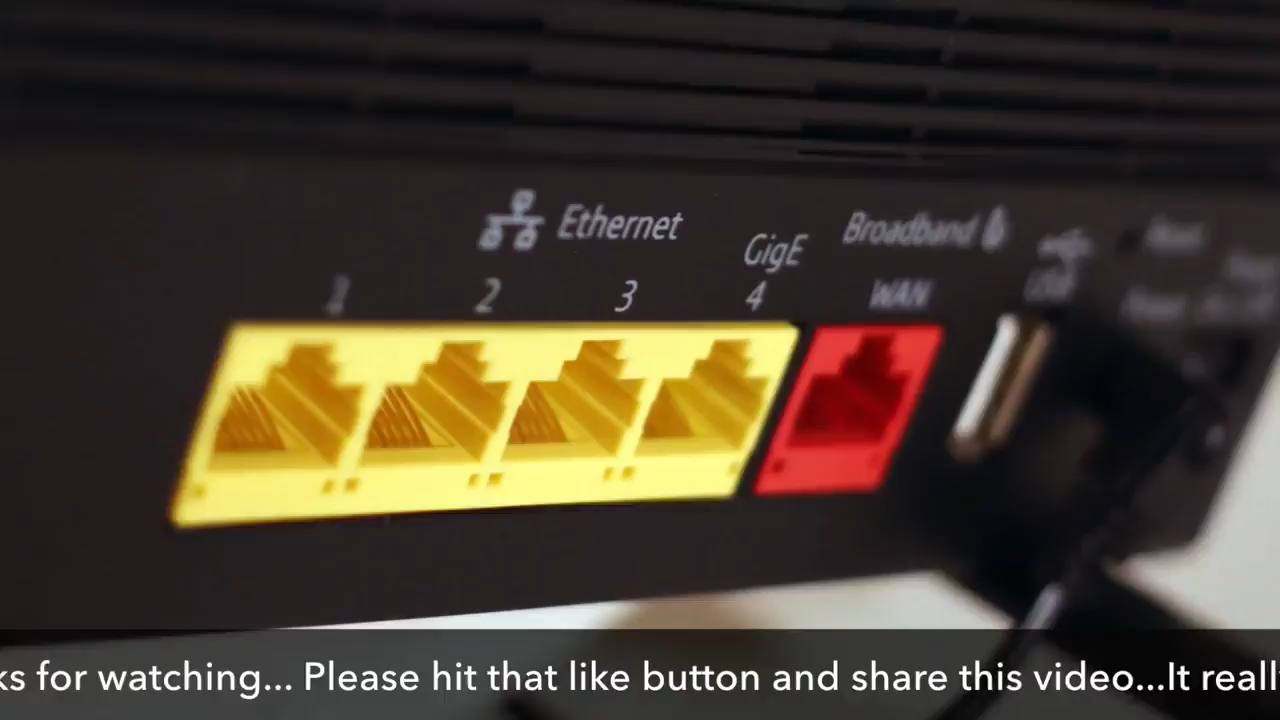 Ethernet
Broadband
GigE
1 2 3 4 WAN
USB
ks for watching... Please hit that like button and share this video...It reall